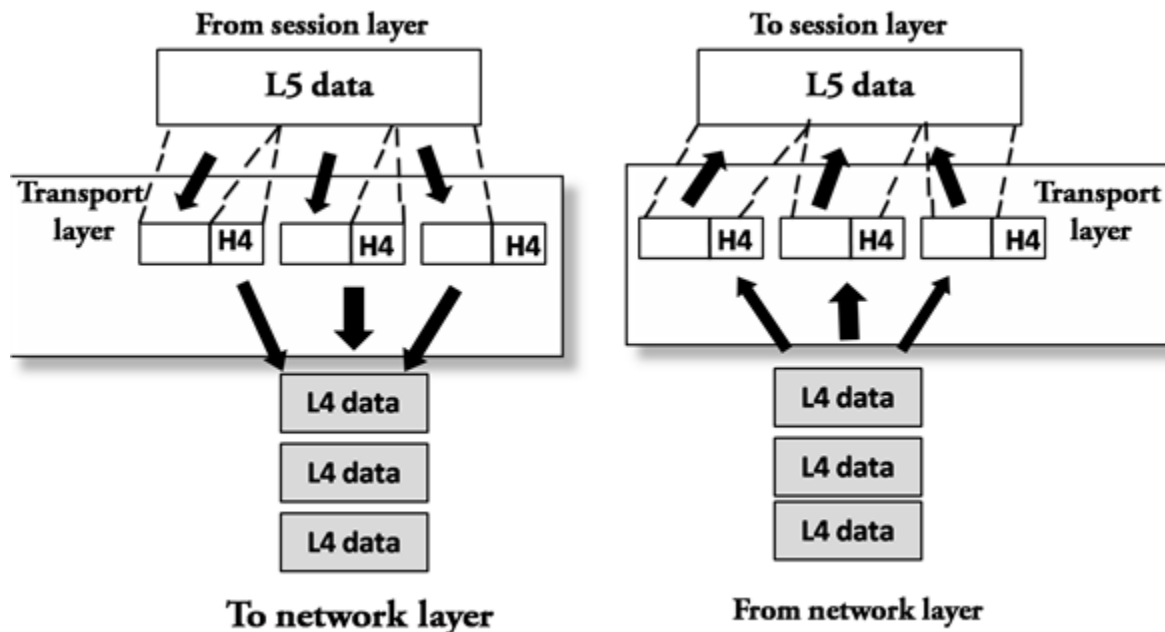 From session layer
L5 data
Transport
layer
H4
H4
H4
L4 data
L4 data
L4 data
To network layer
To session layer
L5 data
Transport
layer
H4
H4
H4
L4 data
L4 data
L4 data
From network layer